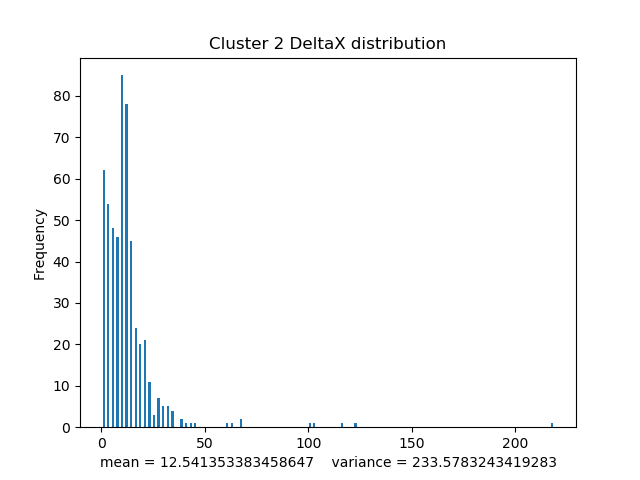 Cluster 2 DeltaX distribution
Frequency
80
70
60
50
40
30
20
10
0
0 50 100 150 200
mean = 12.541353383458647 variance = 233.5783243419283